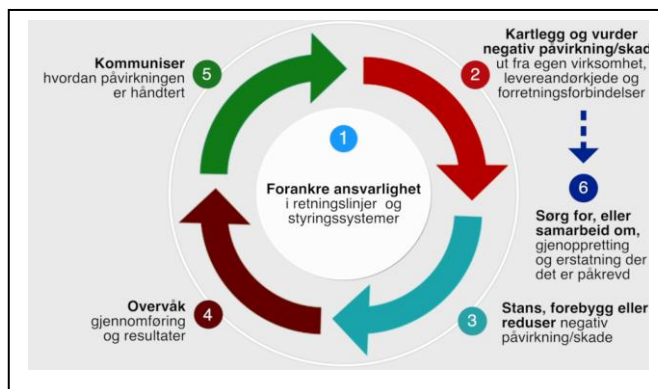 1
Forankre ansvarlighet
i retningslinjer og
styringssystemer
Kartlegg og vurder
negativ påvirkning/skade
2
ut fra egen virksomhet,
levereandørkjede og
forretningsforbindelser
3
Stans, forebygg eller
reduser negativ
påvirkning/skade
4
Overvåk
gjennomføring
og resultater
5
Kommuniser
hvordan påvirkningen
er håndtert
6
Sørg for, eller
samarbeid om,
gjenoppretting
og erstatning der
det er påkrevd